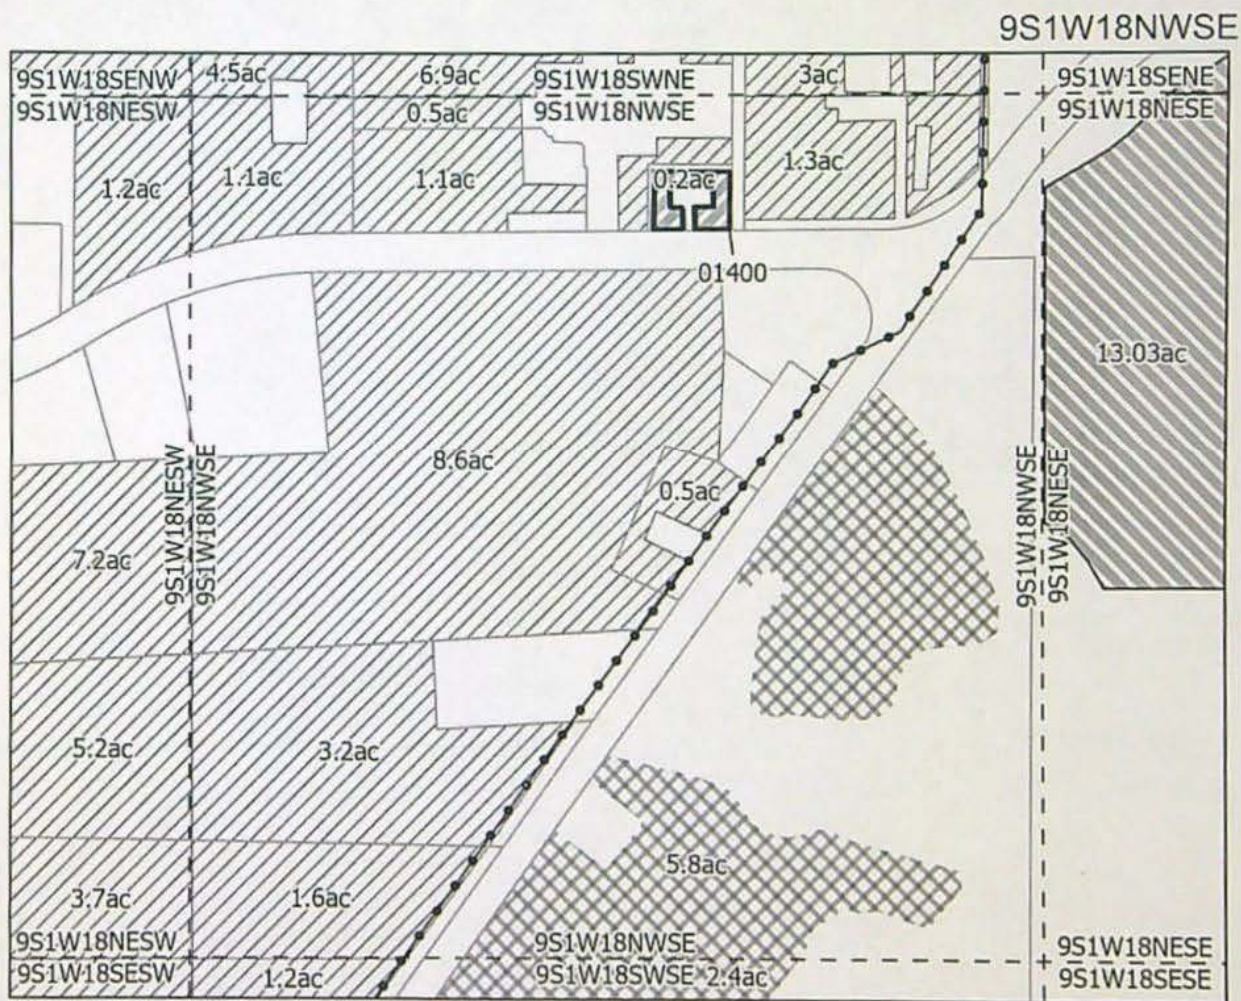 9S1W18NWSE
9S1W18SENW 4.5ac 6.9ac 9S1W18SWNE 3ac 9S1W18SENE
9S1W18NESW 0.5ac 9S1W18NWSE 9S1W18NESE
1.2ac 1.1ac 1.1ac 0.2ac 1.3ac
01400
13.03ac
8.6ac
0.5ac
9S1W18NESW
9S1W18NWSE
9S1W18NWSE
9S1W18NESE
7.2ac
5.2ac 3.2ac
5.8ac
3.7ac 1.6ac
9S1W18NESW 9S1W18NWSE 9S1W18NESE
9S1W18SESW 1.2ac 9S1W18SWSE 2.4ac 9S1W18SESE